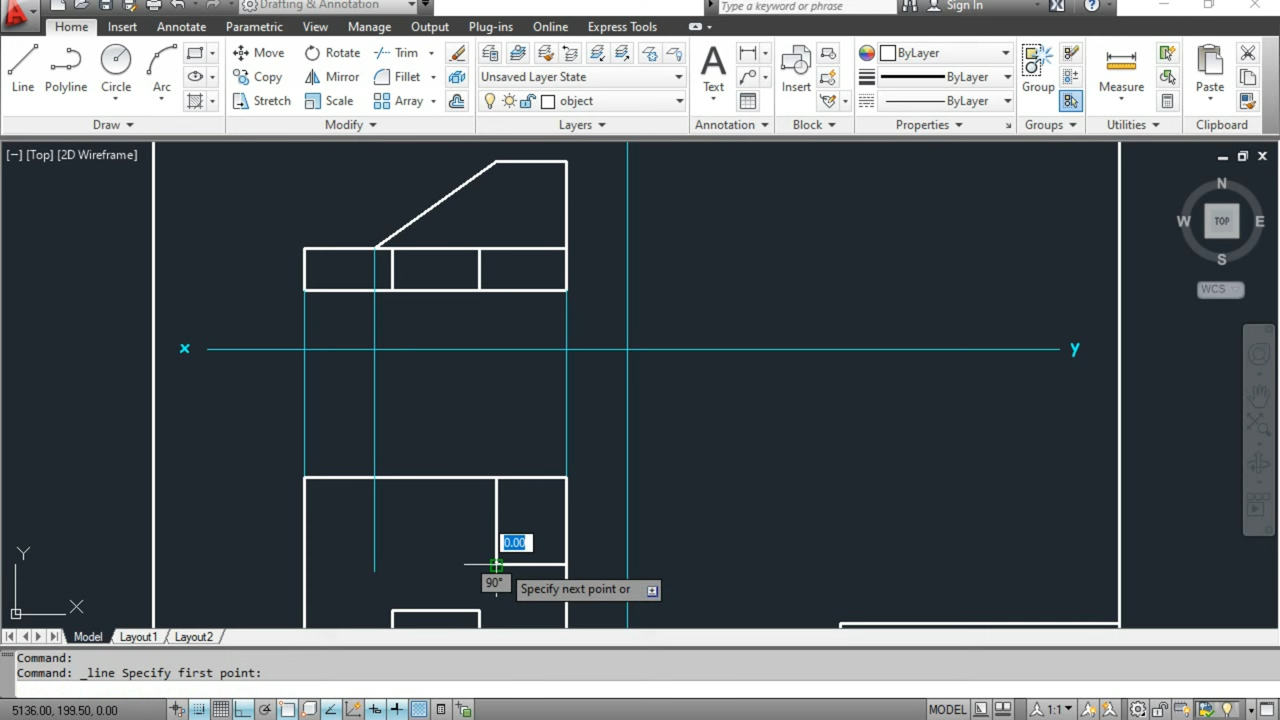 Drafting & Annotation
Type a keyword or phrase
Sign In
Home Insert Annotate Parametric View Manage Plug-ins Online Output Express Tools
Line Polyline Circle Arc
Move Rotate Trim
Copy Mirror Fillet
Stretch Scale Array
Unsaved Layer State
object
Text
Insert
ByLayer
ByLayer
ByLayer
Group
Measure
Paste
Draw Modify Layers Annotation Block Properties Groups Utilities Clipboard
[−] [Top] [2D Wireframe]
N
W TOP E
S
WCS
x y
0.00
90°
Specify next point or
Y
X
Model Layout1 Layout2
Command:
Command: _line Specify first point:
5136.00, 199.50, 0.00
MODEL
1:1